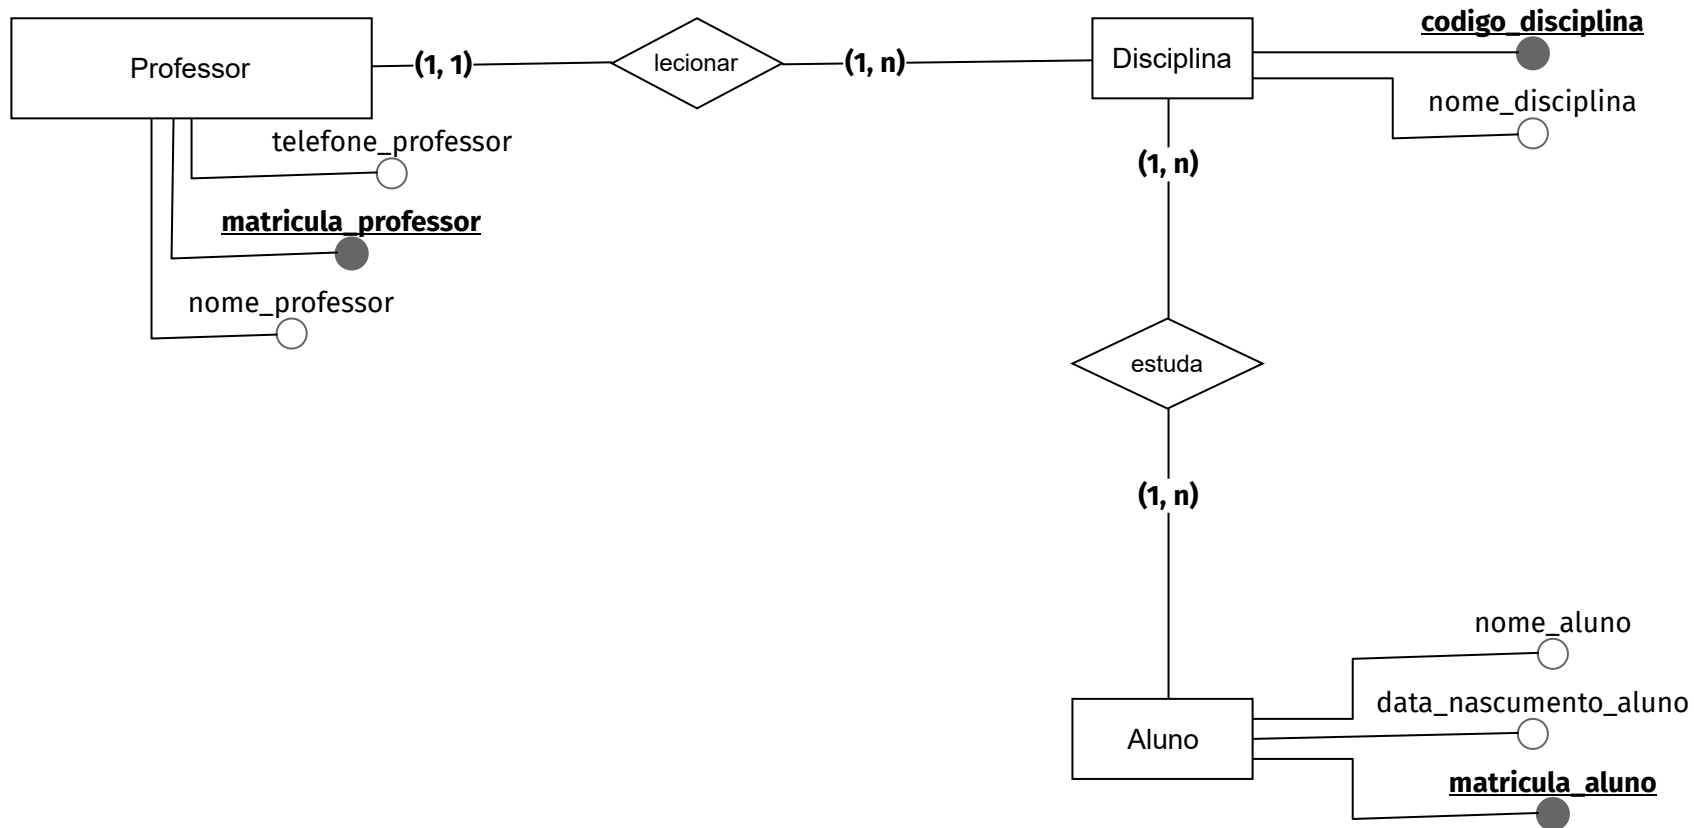 Professor
(1, 1)
lecionar
(1, n)
Disciplina
codigo_disciplina
nome_disciplina
telefone_professor
matricula_professor
nome_professor
(1, n)
estuda
(1, n)
Aluno
nome_aluno
data_nascumento_aluno
matricula_aluno